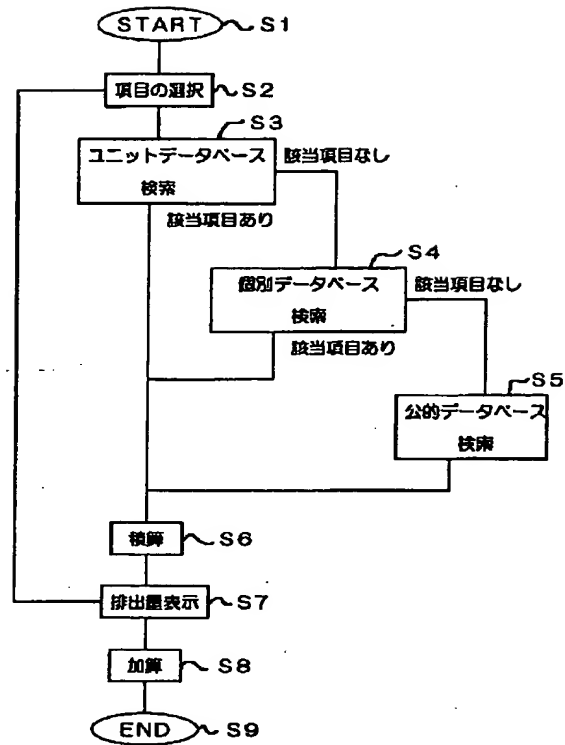 START S1
項目の選択 S2
S3
ユニットデータベース
検索
該当項目なし
該当項目あり
S4
個別データベース
検索
該当項目なし
該当項目あり
S5
公的データベース
検索
積算 S6
排出量表示 S7
加算 S8
END S9